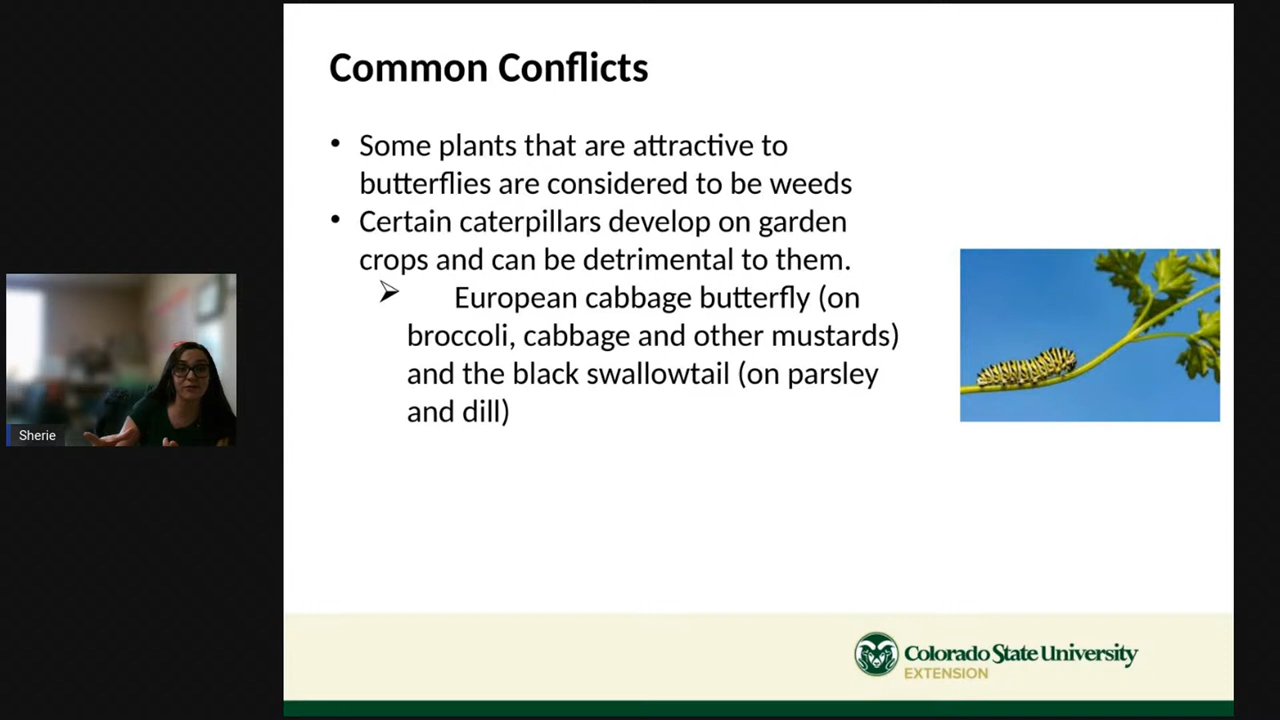 Common Conflicts
• Some plants that are attractive to
butterflies are considered to be weeds
• Certain caterpillars develop on garden
crops and can be detrimental to them.
➢ European cabbage butterfly (on
broccoli, cabbage and other mustards)
and the black swallowtail (on parsley
and dill)
Sherie
Colorado State University
EXTENSION